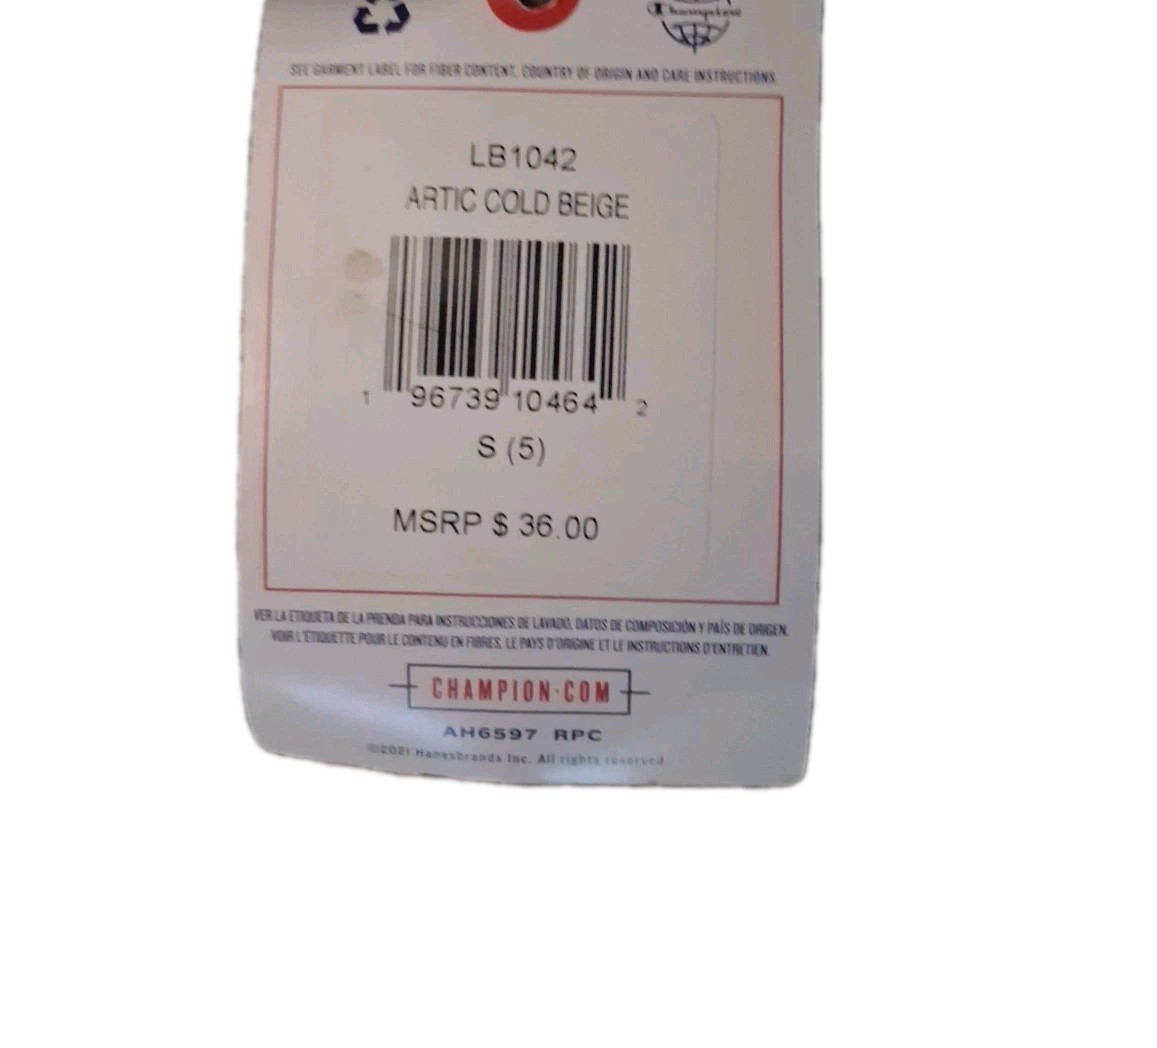 Champion
SEE GARMENT LABEL FOR FIBER CONTENT, COUNTRY OF ORIGIN AND CARE INSTRUCTIONS.
LB1042
ARTIC COLD BEIGE
1 96739 10464 2
S (5)
MSRP $ 36.00
VER LA ETIQUETA DE LA PRENDA PARA INSTRUCCIONES DE LAVADO, DATOS DE COMPOSICIÓN Y PAÍS DE ORIGEN.
VOIR L'ÉTIQUETTE POUR LE CONTENU EN FIBRES, LE PAYS D'ORIGINE ET LE INSTRUCTIONS D'ENTRETIEN.
CHAMPION·COM
AH6597 RPC
©2021 Hanesbrands Inc. All rights reserved